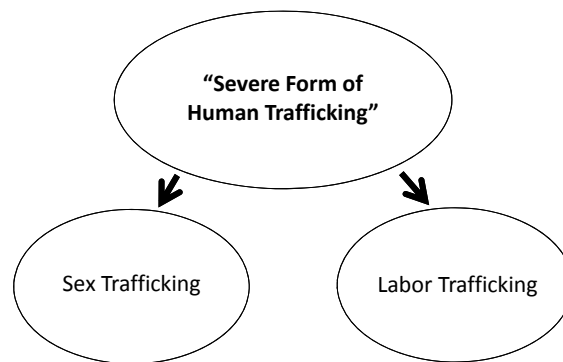 “Severe Form of
Human Trafficking”
Sex Trafficking
Labor Trafficking